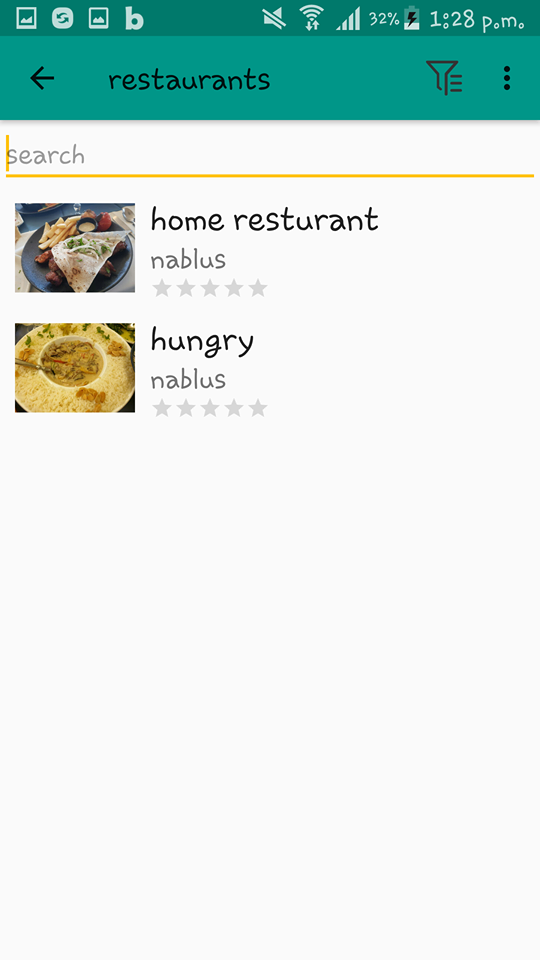 32% 1:28 p.m.
restaurants
search
home resturant
nablus
hungry
nablus